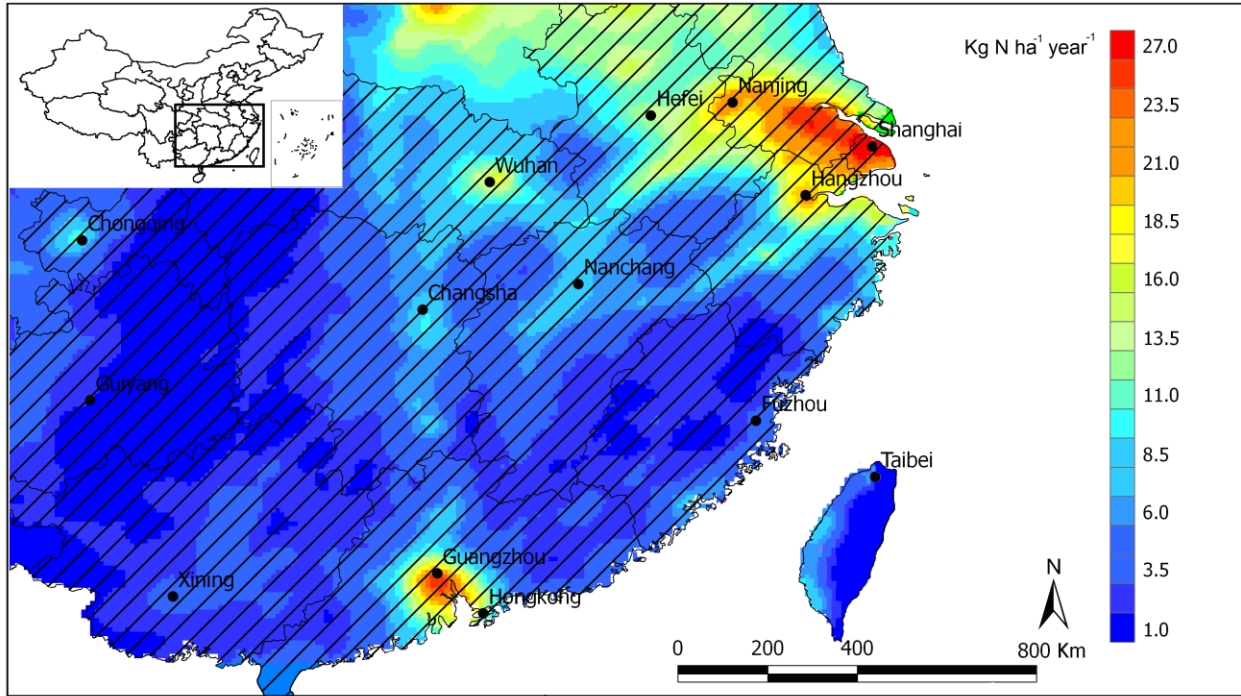 Kg N ha⁻¹ year⁻¹
27.0
23.5
21.0
18.5
16.0
13.5
11.0
8.5
6.0
3.5
1.0
Nanjing
Hefei
Shanghai
Wuhan
Hangzhou
Chongqing
Nanchang
Changsha
Guiyang
Fuzhou
Taibei
Guangzhou
Xining
Hongkong
N
0 200 400 800 Km